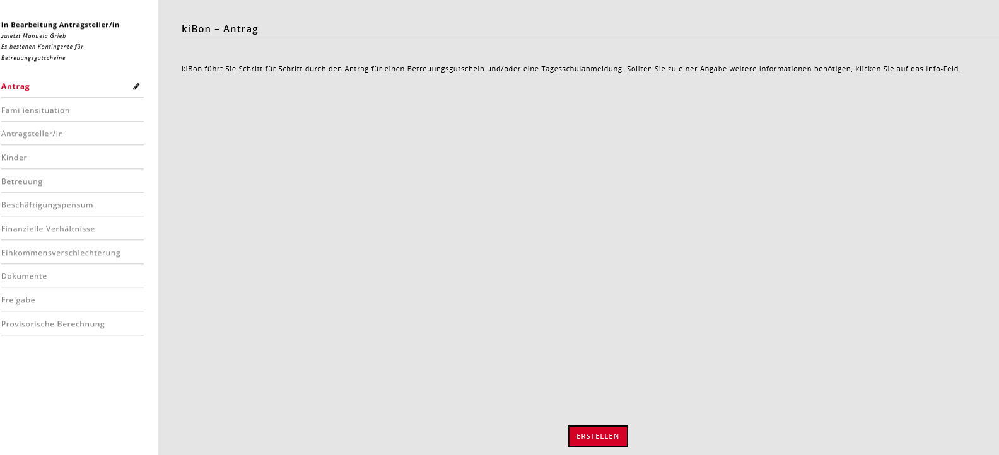 In Bearbeitung Antragsteller/in
zuletzt Manuela Grieb
Es bestehen Kontingente für
Betreuungsgutscheine
Antrag
Familiensituation
Antragsteller/in
Kinder
Betreuung
Beschäftigungspensum
Finanzielle Verhältnisse
Einkommensverschlechterung
Dokumente
Freigabe
Provisorische Berechnung
kiBon – Antrag
kiBon führt Sie Schritt für Schritt durch den Antrag für einen Betreuungsgutschein und/oder eine Tagesschulanmeldung. Sollten Sie zu einer Angabe weitere Informationen benötigen, klicken Sie auf das Info-Feld.
ERSTELLEN